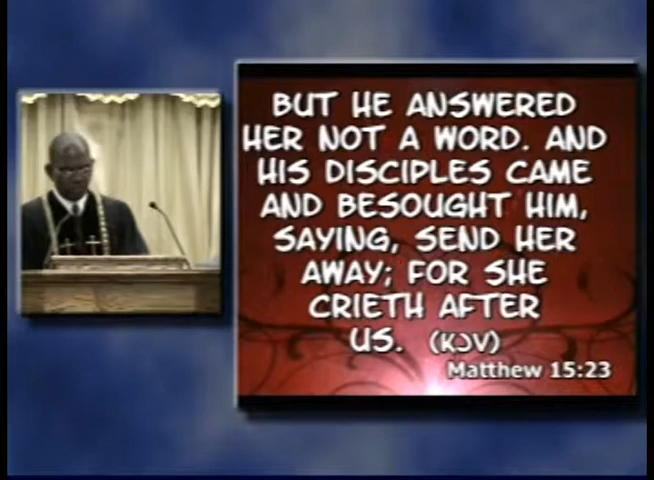 BUT HE ANSWERED
HER NOT A WORD. AND
HIS DISCIPLES CAME
AND BESOUGHT HIM,
SAYING, SEND HER
AWAY; FOR SHE
CRIETH AFTER
US. (KJV)
Matthew 15:23